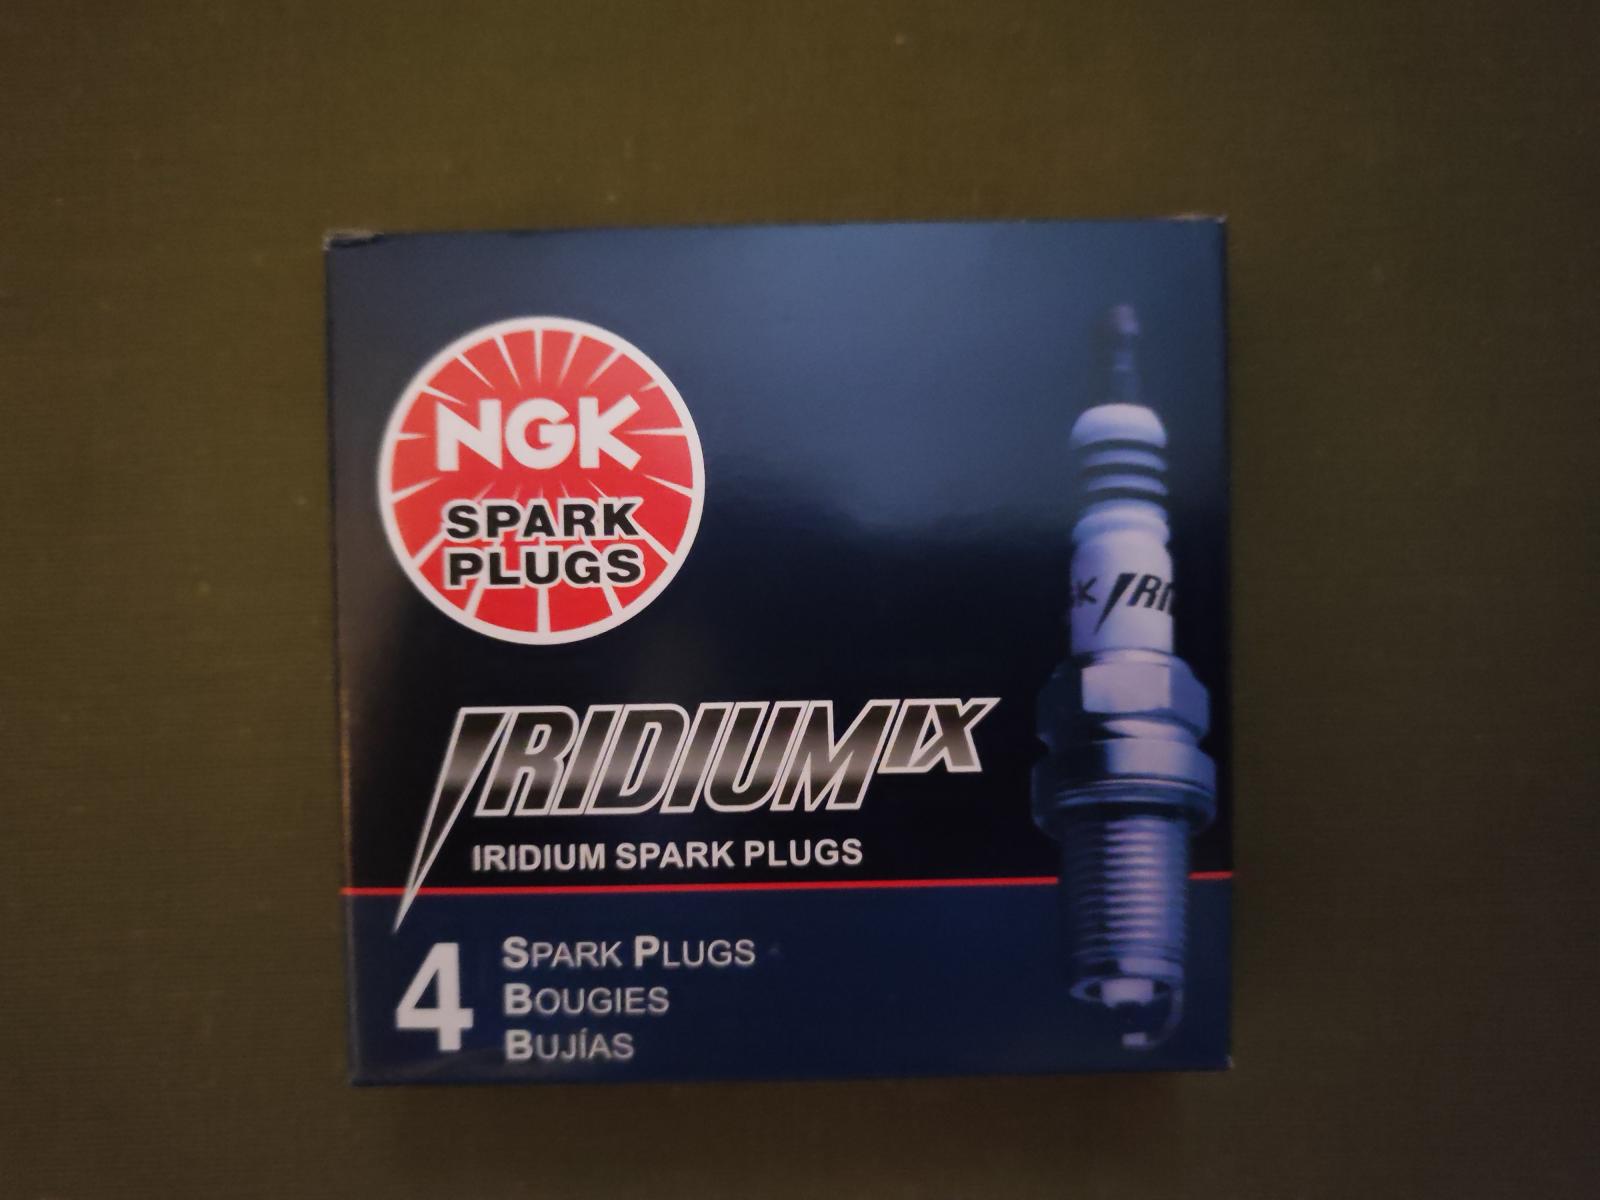 NGK
SPARK
PLUGS
IRIDIUM IX
IRIDIUM SPARK PLUGS
4
SPARK PLUGS
BOUGIES
BUJÍAS